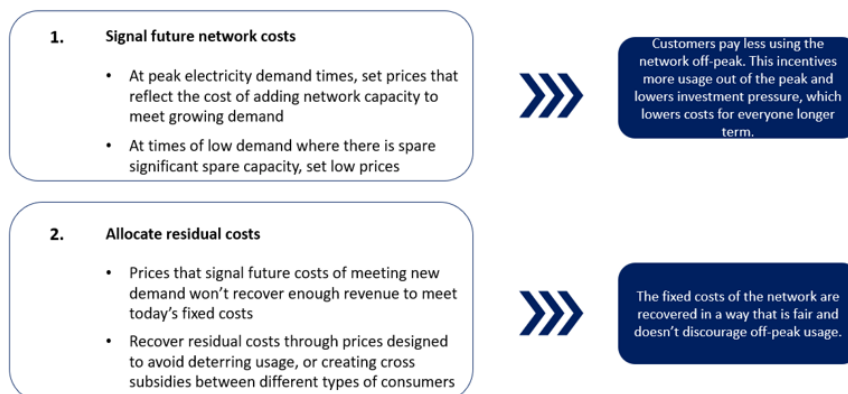 1. Signal future network costs
• At peak electricity demand times, set prices that
reflect the cost of adding network capacity to
meet growing demand
• At times of low demand where there is spare
significant spare capacity, set low prices
Customers pay less using the
network off-peak. This incentives
more usage out of the peak and
lowers investment pressure, which
lowers costs for everyone longer
term.
2. Allocate residual costs
• Prices that signal future costs of meeting new
demand won't recover enough revenue to meet
today's fixed costs
• Recover residual costs through prices designed
to avoid deterring usage, or creating cross
subsidies between different types of consumers
The fixed costs of the network are
recovered in a way that is fair and
doesn't discourage off-peak usage.